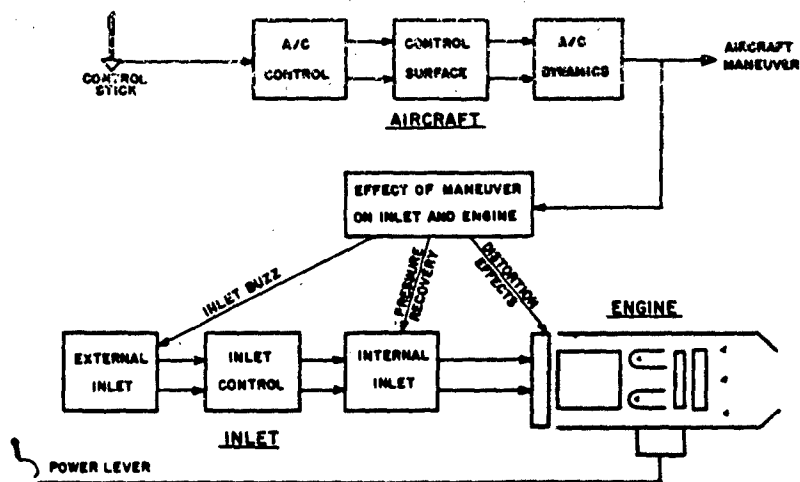 CONTROL
STICK
A/C
CONTROL
CONTROL
SURFACE
A/C
DYNAMICS
AIRCRAFT
MANEUVER
AIRCRAFT
EFFECT OF MANEUVER
ON INLET AND ENGINE
INLET BUZZ
PRESSURE
RECOVERY
DISTORTION
EFFECTS
ENGINE
EXTERNAL
INLET
INLET
CONTROL
INTERNAL
INLET
INLET
POWER LEVER